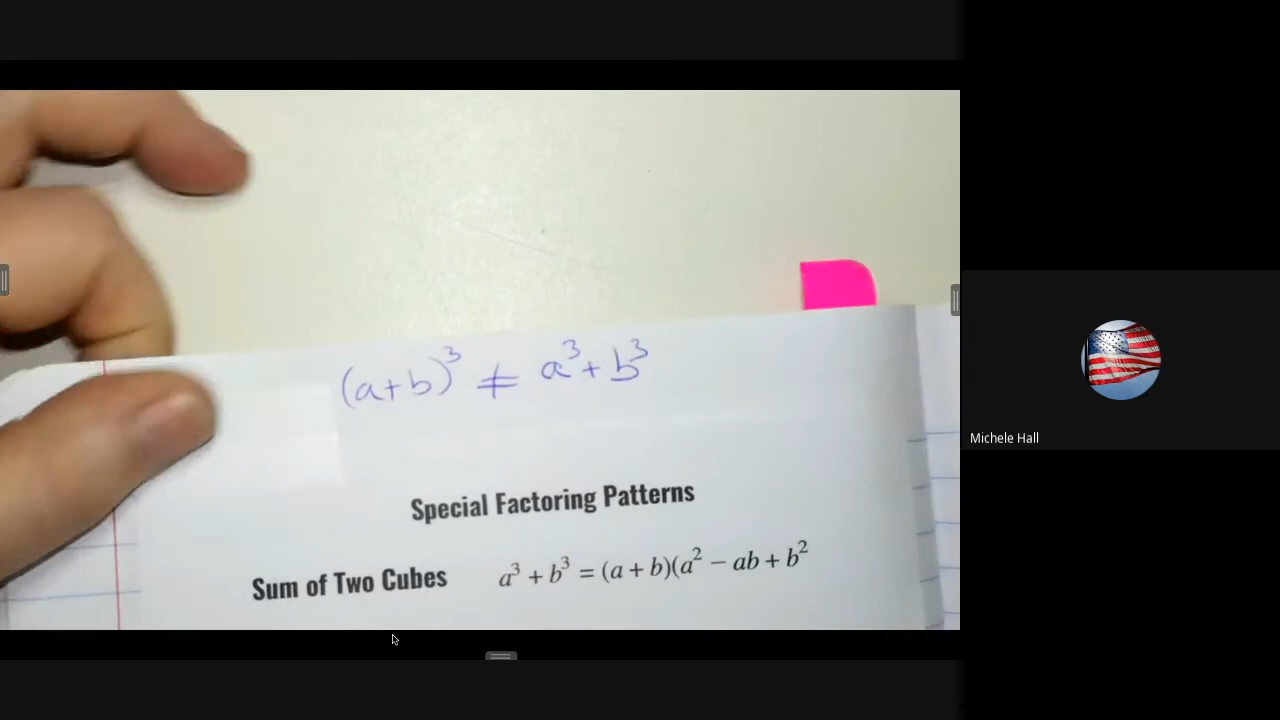 (a+b)³ ≠ a³+b³
Special Factoring Patterns
Sum of Two Cubes a³ + b³ = (a + b)(a² − ab + b²
Michele Hall